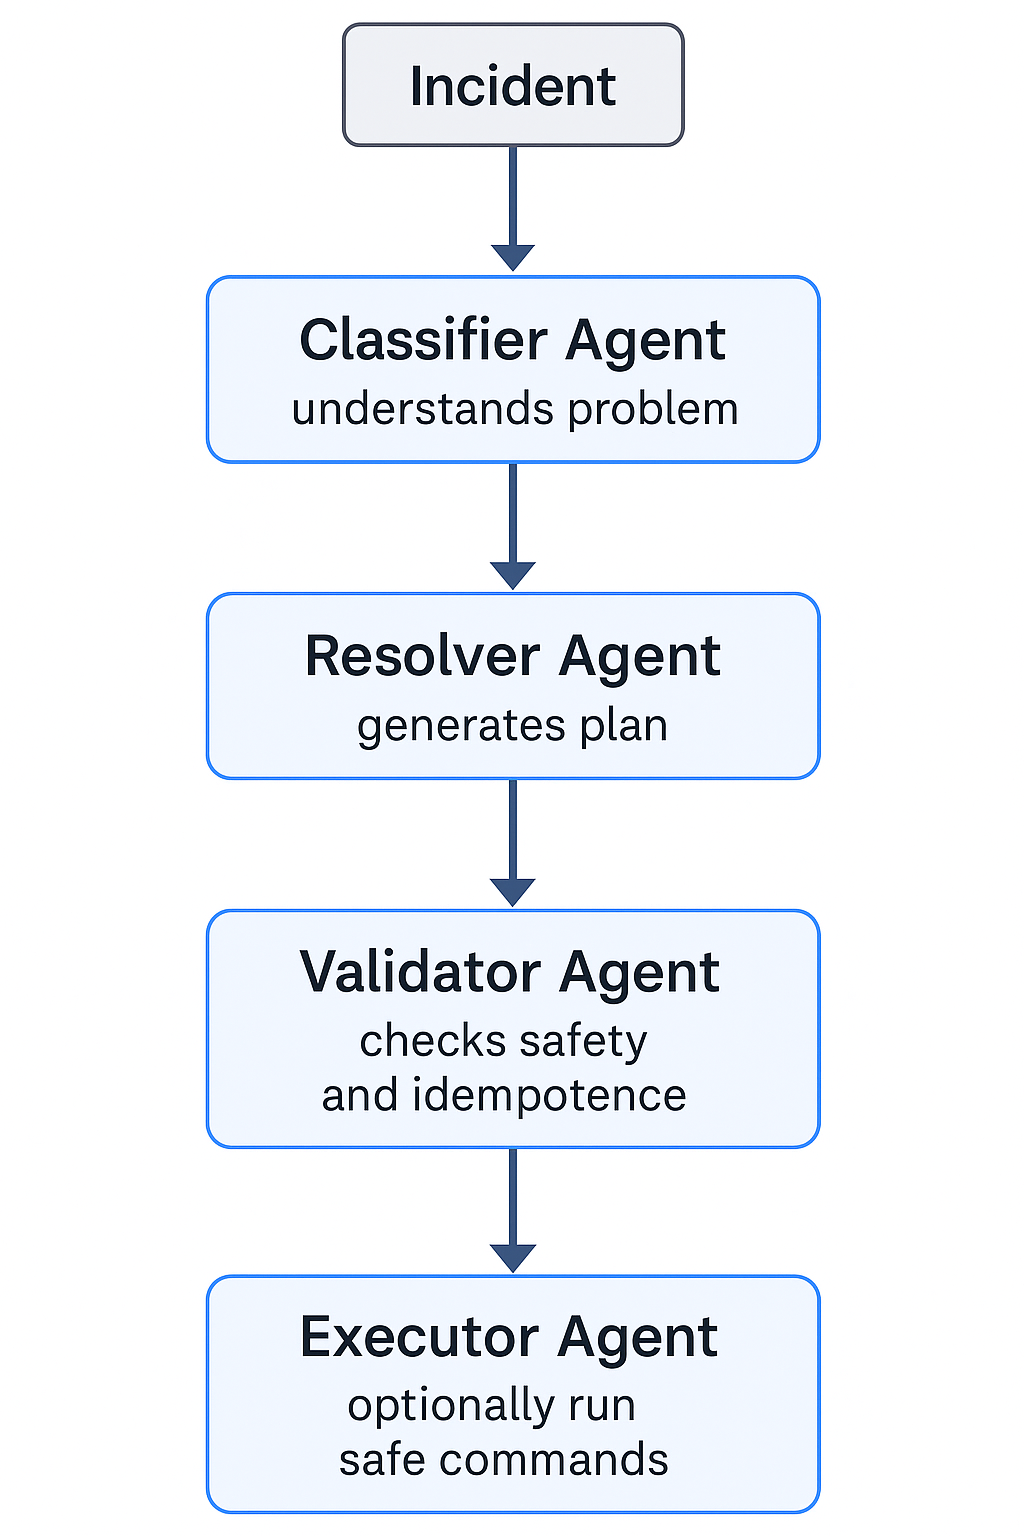 Incident
Classifier Agent
understands problem
Resolver Agent
generates plan
Validator Agent
checks safety
and idempotence
Executor Agent
optionally run
safe commands